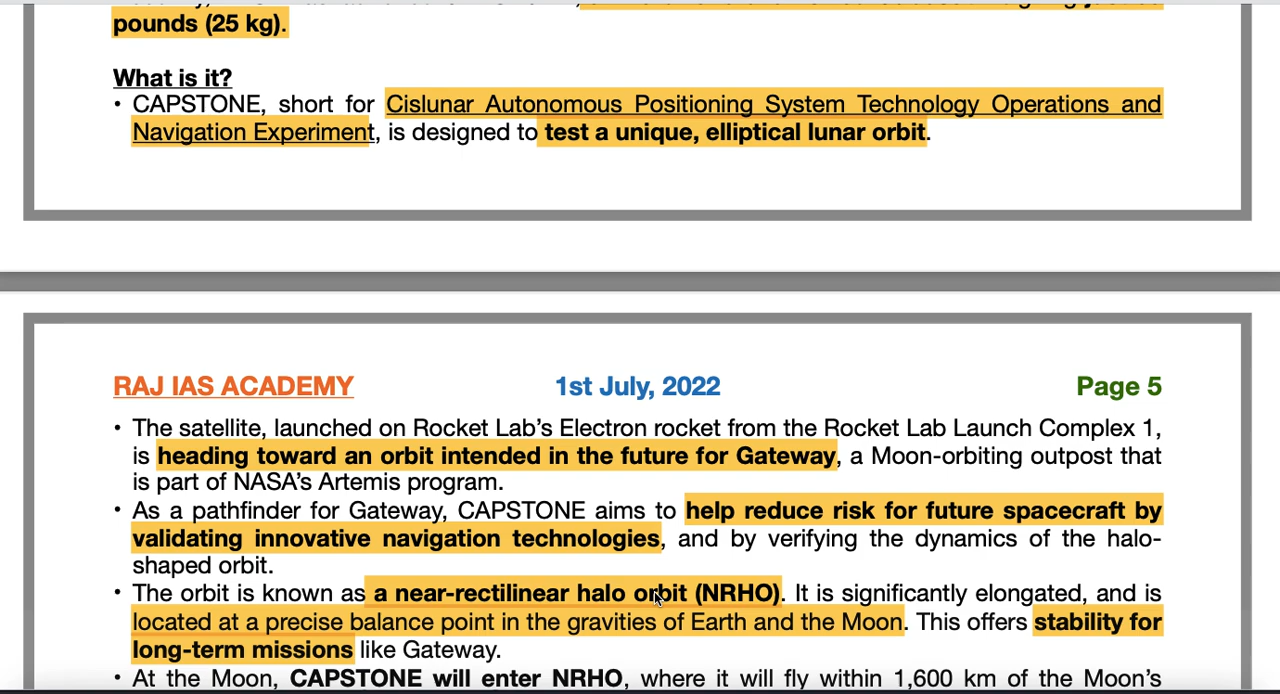 pounds (25 kg).
What is it?
• CAPSTONE, short for Cislunar Autonomous Positioning System Technology Operations and
Navigation Experiment, is designed to test a unique, elliptical lunar orbit.
RAJ IAS ACADEMY 1st July, 2022 Page 5
• The satellite, launched on Rocket Lab’s Electron rocket from the Rocket Lab Launch Complex 1,
is heading toward an orbit intended in the future for Gateway, a Moon-orbiting outpost that
is part of NASA’s Artemis program.
• As a pathfinder for Gateway, CAPSTONE aims to help reduce risk for future spacecraft by
validating innovative navigation technologies, and by verifying the dynamics of the halo-
shaped orbit.
• The orbit is known as a near-rectilinear halo orbit (NRHO). It is significantly elongated, and is
located at a precise balance point in the gravities of Earth and the Moon. This offers stability for
long-term missions like Gateway.
• At the Moon, CAPSTONE will enter NRHO, where it will fly within 1,600 km of the Moon’s